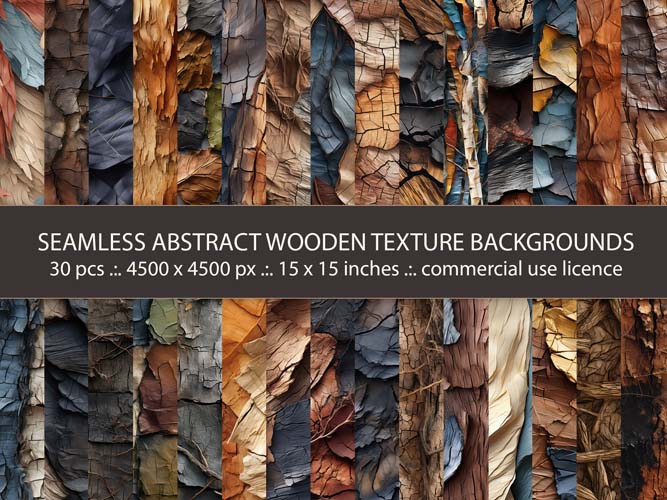 SEAMLESS ABSTRACT WOODEN TEXTURE BACKGROUNDS
30 pcs .:. 4500 x 4500 px .:. 15 x 15 inches .:. commercial use licence